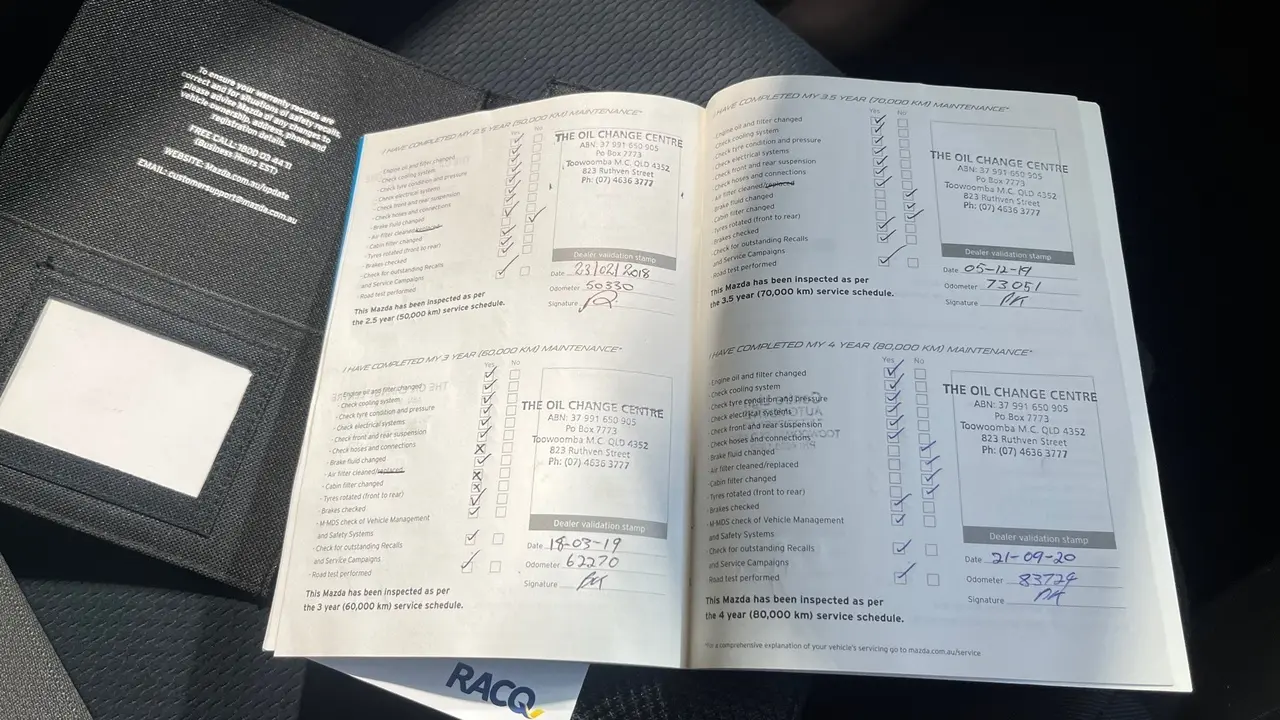 To ensure your warranty records are
correct and for situations of safety recalls,
please advise Mazda of any changes to
vehicle ownership, address, phone and
registration details.
FREE CALL: 1800 03 44 11
(Business Hours EST)
WEBSITE: Mazda.com.au/update
EMAIL: customersupport@mazda.com.au
I HAVE COMPLETED MY 2.5 YEAR (50,000 KM) MAINTENANCE*
Yes No
- Engine oil and filter changed
- Check cooling system
- Check tyre condition and pressure
- Check electrical systems
- Check front and rear suspension
- Check hoses and connections
- Brake fluid changed
- Air filter cleaned/replaced
- Cabin filter changed
- Tyres rotated (front to rear)
- Brakes checked
- Check for outstanding Recalls
and Service Campaigns
- Road test performed
This Mazda has been inspected as per
the 2.5 year (50,000 km) service schedule.
THE OIL CHANGE CENTRE
ABN: 37 991 650 905
Po Box 7773
Toowoomba M.C. QLD 4352
823 Ruthven Street
Ph: (07) 4636 3777
Dealer validation stamp
Date 23/02/2018
Odometer 50330
Signature
I HAVE COMPLETED MY 3 YEAR (60,000 KM) MAINTENANCE*
Yes No
- Engine oil and filter changed
- Check cooling system
- Check tyre condition and pressure
- Check electrical systems
- Check front and rear suspension
- Check hoses and connections
- Brake fluid changed
- Air filter cleaned/replaced
- Cabin filter changed
- Tyres rotated (front to rear)
- Brakes checked
- M-MDS check of Vehicle Management
and Safety Systems
- Check for outstanding Recalls
and Service Campaigns
- Road test performed
This Mazda has been inspected as per
the 3 year (60,000 km) service schedule.
THE OIL CHANGE CENTRE
ABN: 37 991 650 905
Po Box 7773
Toowoomba M.C. QLD 4352
823 Ruthven Street
Ph: (07) 4636 3777
Dealer validation stamp
Date 18-03-19
Odometer 62270
Signature
I HAVE COMPLETED MY 3.5 YEAR (70,000 KM) MAINTENANCE*
Yes No
- Engine oil and filter changed
- Check cooling system
- Check tyre condition and pressure
- Check electrical systems
- Check front and rear suspension
- Check hoses and connections
- Air filter cleaned/replaced
- Brake fluid changed
- Cabin filter changed
- Tyres rotated (front to rear)
- Brakes checked
- Check for outstanding Recalls
and Service Campaigns
- Road test performed
This Mazda has been inspected as per
the 3.5 year (70,000 km) service schedule.
THE OIL CHANGE CENTRE
ABN: 37 991 650 905
Po Box 7773
Toowoomba M.C. QLD 4352
823 Ruthven Street
Ph: (07) 4636 3777
Dealer validation stamp
Date 05-12-19
Odometer 73051
Signature
I HAVE COMPLETED MY 4 YEAR (80,000 KM) MAINTENANCE*
Yes No
- Engine oil and filter changed
- Check cooling system
- Check tyre condition and pressure
- Check electrical systems
- Check front and rear suspension
- Check hoses and connections
- Brake fluid changed
- Air filter cleaned/replaced
- Cabin filter changed
- Tyres rotated (front to rear)
- Brakes checked
- M-MDS check of Vehicle Management
and Safety Systems
- Check for outstanding Recalls
and Service Campaigns
- Road test performed
This Mazda has been inspected as per
the 4 year (80,000 km) service schedule.
THE OIL CHANGE CENTRE
ABN: 37 991 650 905
Po Box 7773
Toowoomba M.C. QLD 4352
823 Ruthven Street
Ph: (07) 4636 3777
Dealer validation stamp
Date 21-09-20
Odometer 83724
Signature
*For a comprehensive explanation of your vehicle's servicing go to mazda.com.au/service
RACQ